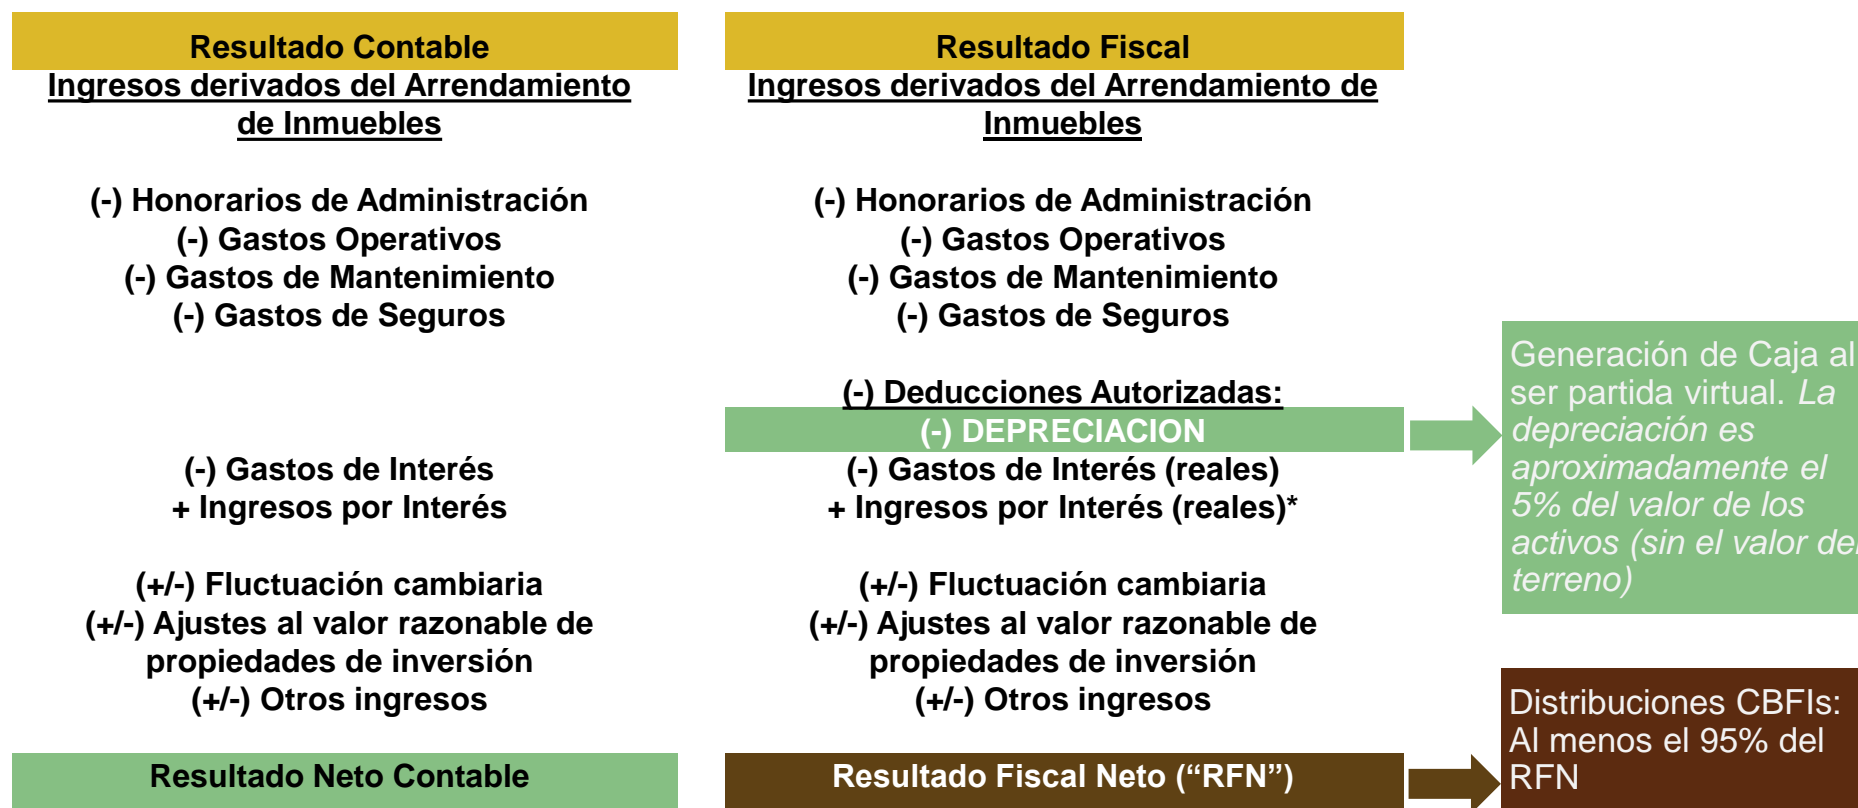 Resultado Contable
Ingresos derivados del Arrendamiento
de Inmuebles
(-) Honorarios de Administración
(-) Gastos Operativos
(-) Gastos de Mantenimiento
(-) Gastos de Seguros
(-) Gastos de Interés
+ Ingresos por Interés
(+/-) Fluctuación cambiaria
(+/-) Ajustes al valor razonable de
propiedades de inversión
(+/-) Otros ingresos
Resultado Neto Contable
Resultado Fiscal
Ingresos derivados del Arrendamiento de
Inmuebles
(-) Honorarios de Administración
(-) Gastos Operativos
(-) Gastos de Mantenimiento
(-) Gastos de Seguros
(-) Deducciones Autorizadas:
(-) DEPRECIACION
(-) Gastos de Interés (reales)
+ Ingresos por Interés (reales)*
(+/-) Fluctuación cambiaria
(+/-) Ajustes al valor razonable de
propiedades de inversión
(+/-) Otros ingresos
Resultado Fiscal Neto (“RFN”)
Generación de Caja al
ser partida virtual. La
depreciación es
aproximadamente el
5% del valor de los
activos (sin el valor del
terreno)
Distribuciones CBFIs:
Al menos el 95% del
RFN